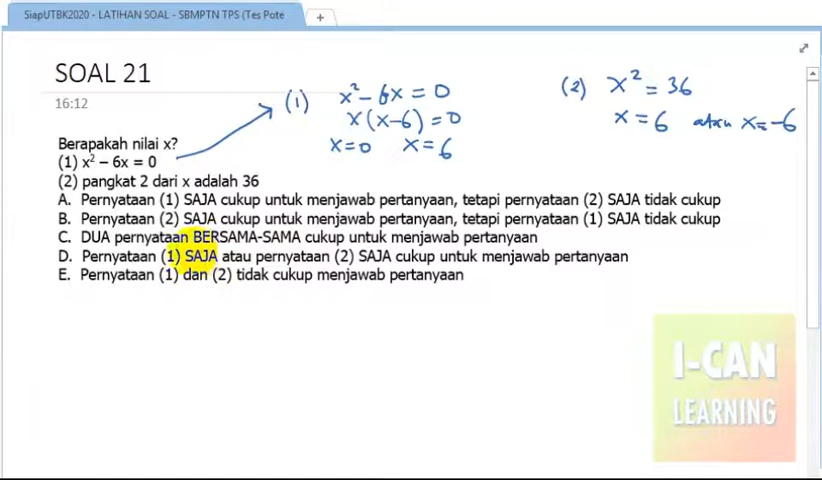 SiapUTBK2020 - LATIHAN SOAL - SBMPTN TPS (Tes Pote
+
SOAL 21
16:12
(1) x² - 6x = 0
x(x-6) = 0
x=0 x=6
(2) x² = 36
x = 6 atau x=-6
Berapakah nilai x?
(1) x² – 6x = 0
(2) pangkat 2 dari x adalah 36
A. Pernyataan (1) SAJA cukup untuk menjawab pertanyaan, tetapi pernyataan (2) SAJA tidak cukup
B. Pernyataan (2) SAJA cukup untuk menjawab pertanyaan, tetapi pernyataan (1) SAJA tidak cukup
C. DUA pernyataan BERSAMA-SAMA cukup untuk menjawab pertanyaan
D. Pernyataan (1) SAJA atau pernyataan (2) SAJA cukup untuk menjawab pertanyaan
E. Pernyataan (1) dan (2) tidak cukup menjawab pertanyaan
I-CAN
LEARNING